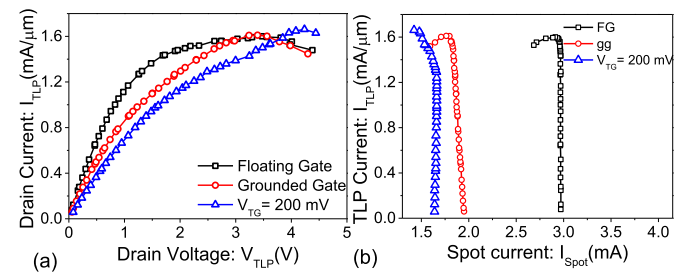 (a)
Drain Current: I_TLP(mA/μm)
1.6
1.2
0.8
0.4
0.0
0 1 2 3 4 5
Drain Voltage: V_TLP(V)
Floating Gate
Grounded Gate
V_TG= 200 mV
(b)
TLP Current: I_TLP(mA/μm)
1.6
1.2
0.8
0.4
0.0
1.5 2.0 2.5 3.0 3.5 4.0
Spot current: I_Spot(mA)
FG
gg
V_TG= 200 mV